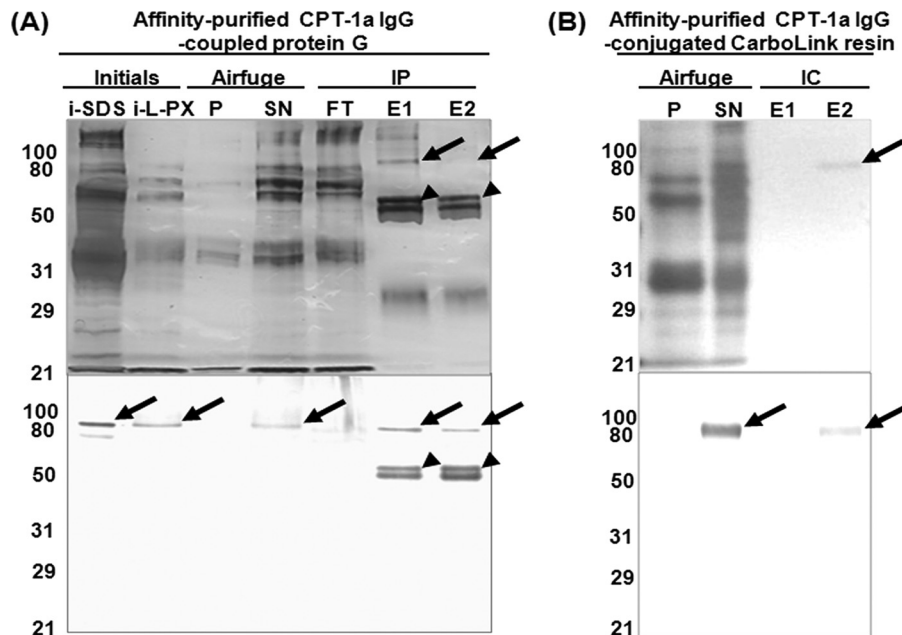 (A)
Affinity-purified CPT-1a IgG
-coupled protein G
Initials Airfuge IP
i-SDS i-L-PX P SN FT E1 E2
100
80
50
31
29
21
100
80
50
31
29
21
(B)
Affinity-purified CPT-1a IgG
-conjugated CarboLink resin
Airfuge IC
P SN E1 E2
100
80
50
31
29
21
100
80
50
31
29
21